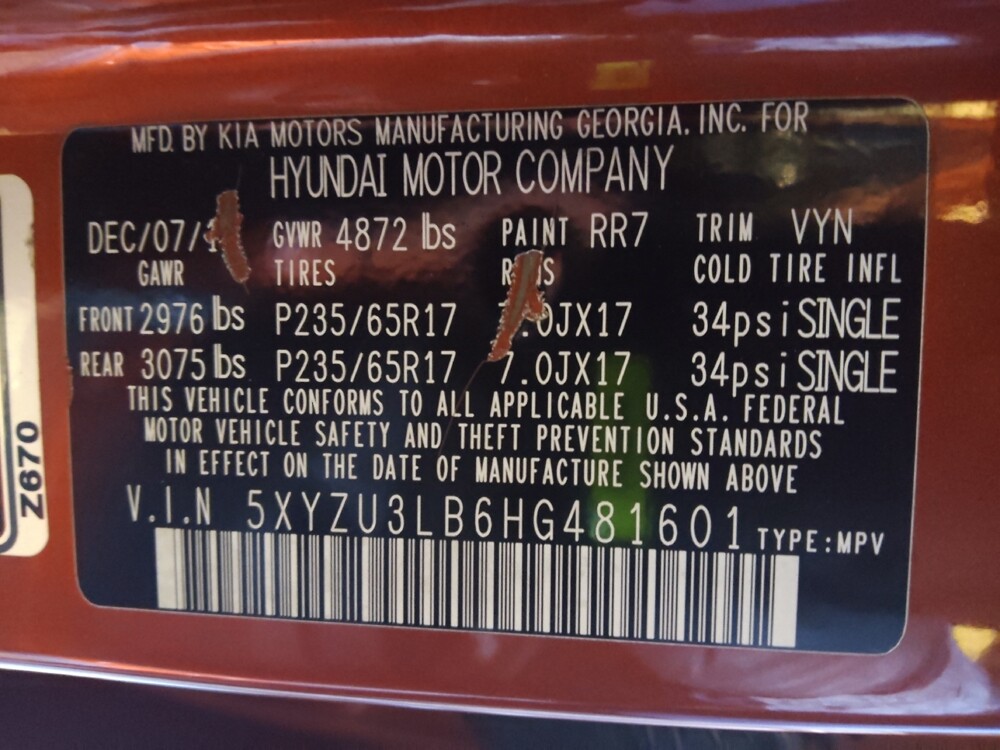 MFD. BY KIA MOTORS MANUFACTURING GEORGIA. INC. FOR
HYUNDAI MOTOR COMPANY
GVWR 4872 lbs PAINT RR7 TRIM VYN
GAWR TIRES COLD TIRE INFL
FRONT 2976 lbs P235/65R17 34psi SINGLE
REAR 3075 lbs P235/65R17 7.0JX17 34psi SINGLE
THIS VEHICLE CONFORMS TO ALL APPLICABLE U.S.A. FEDERAL
MOTOR VEHICLE SAFETY AND THEFT PREVENTION STANDARDS
IN EFFECT ON THE DATE OF MANUFACTURE SHOWN ABOVE
V.I.N 5XYZU3LB6HG481601 TYPE:MPV
Z670